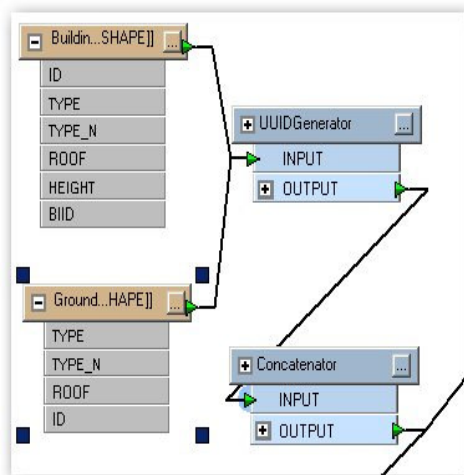 Buildin...SHAPE]] ...
ID
TYPE
TYPE_N
ROOF
HEIGHT
BIID
UUIDGenerator ...
INPUT
OUTPUT
Ground...HAPE]] ...
TYPE
TYPE_N
ROOF
ID
Concatenator ...
INPUT
OUTPUT